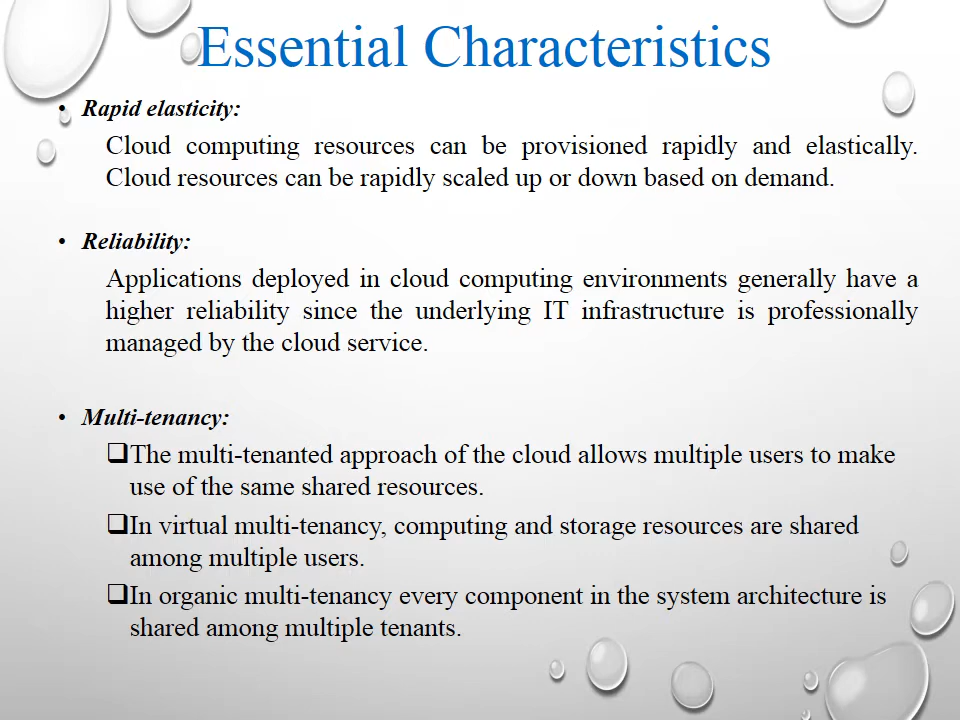 Essential Characteristics
• Rapid elasticity:
Cloud computing resources can be provisioned rapidly and elastically.
Cloud resources can be rapidly scaled up or down based on demand.
• Reliability:
Applications deployed in cloud computing environments generally have a
higher reliability since the underlying IT infrastructure is professionally
managed by the cloud service.
• Multi-tenancy:
❑The multi-tenanted approach of the cloud allows multiple users to make
use of the same shared resources.
❑In virtual multi-tenancy, computing and storage resources are shared
among multiple users.
❑In organic multi-tenancy every component in the system architecture is
shared among multiple tenants.